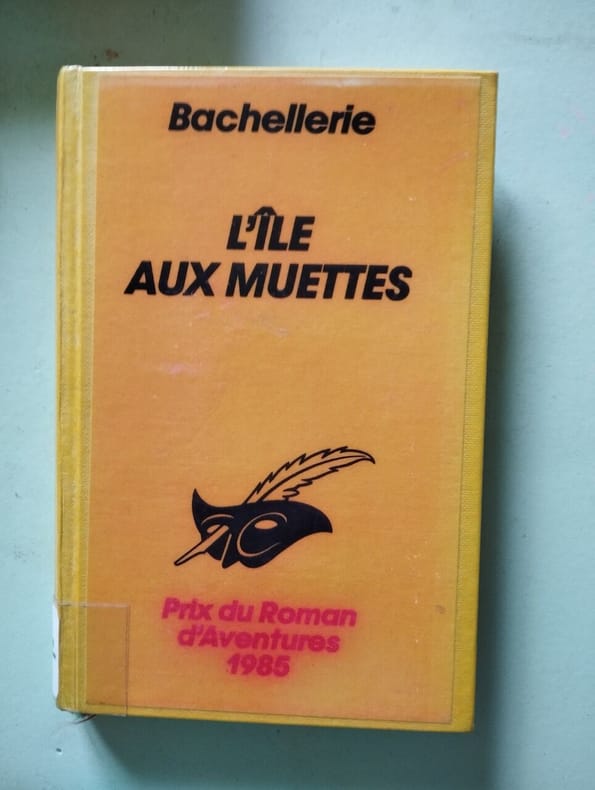 Bachellerie
L'ÎLE
AUX MUETTES
Prix du Roman
d'Aventures
1985